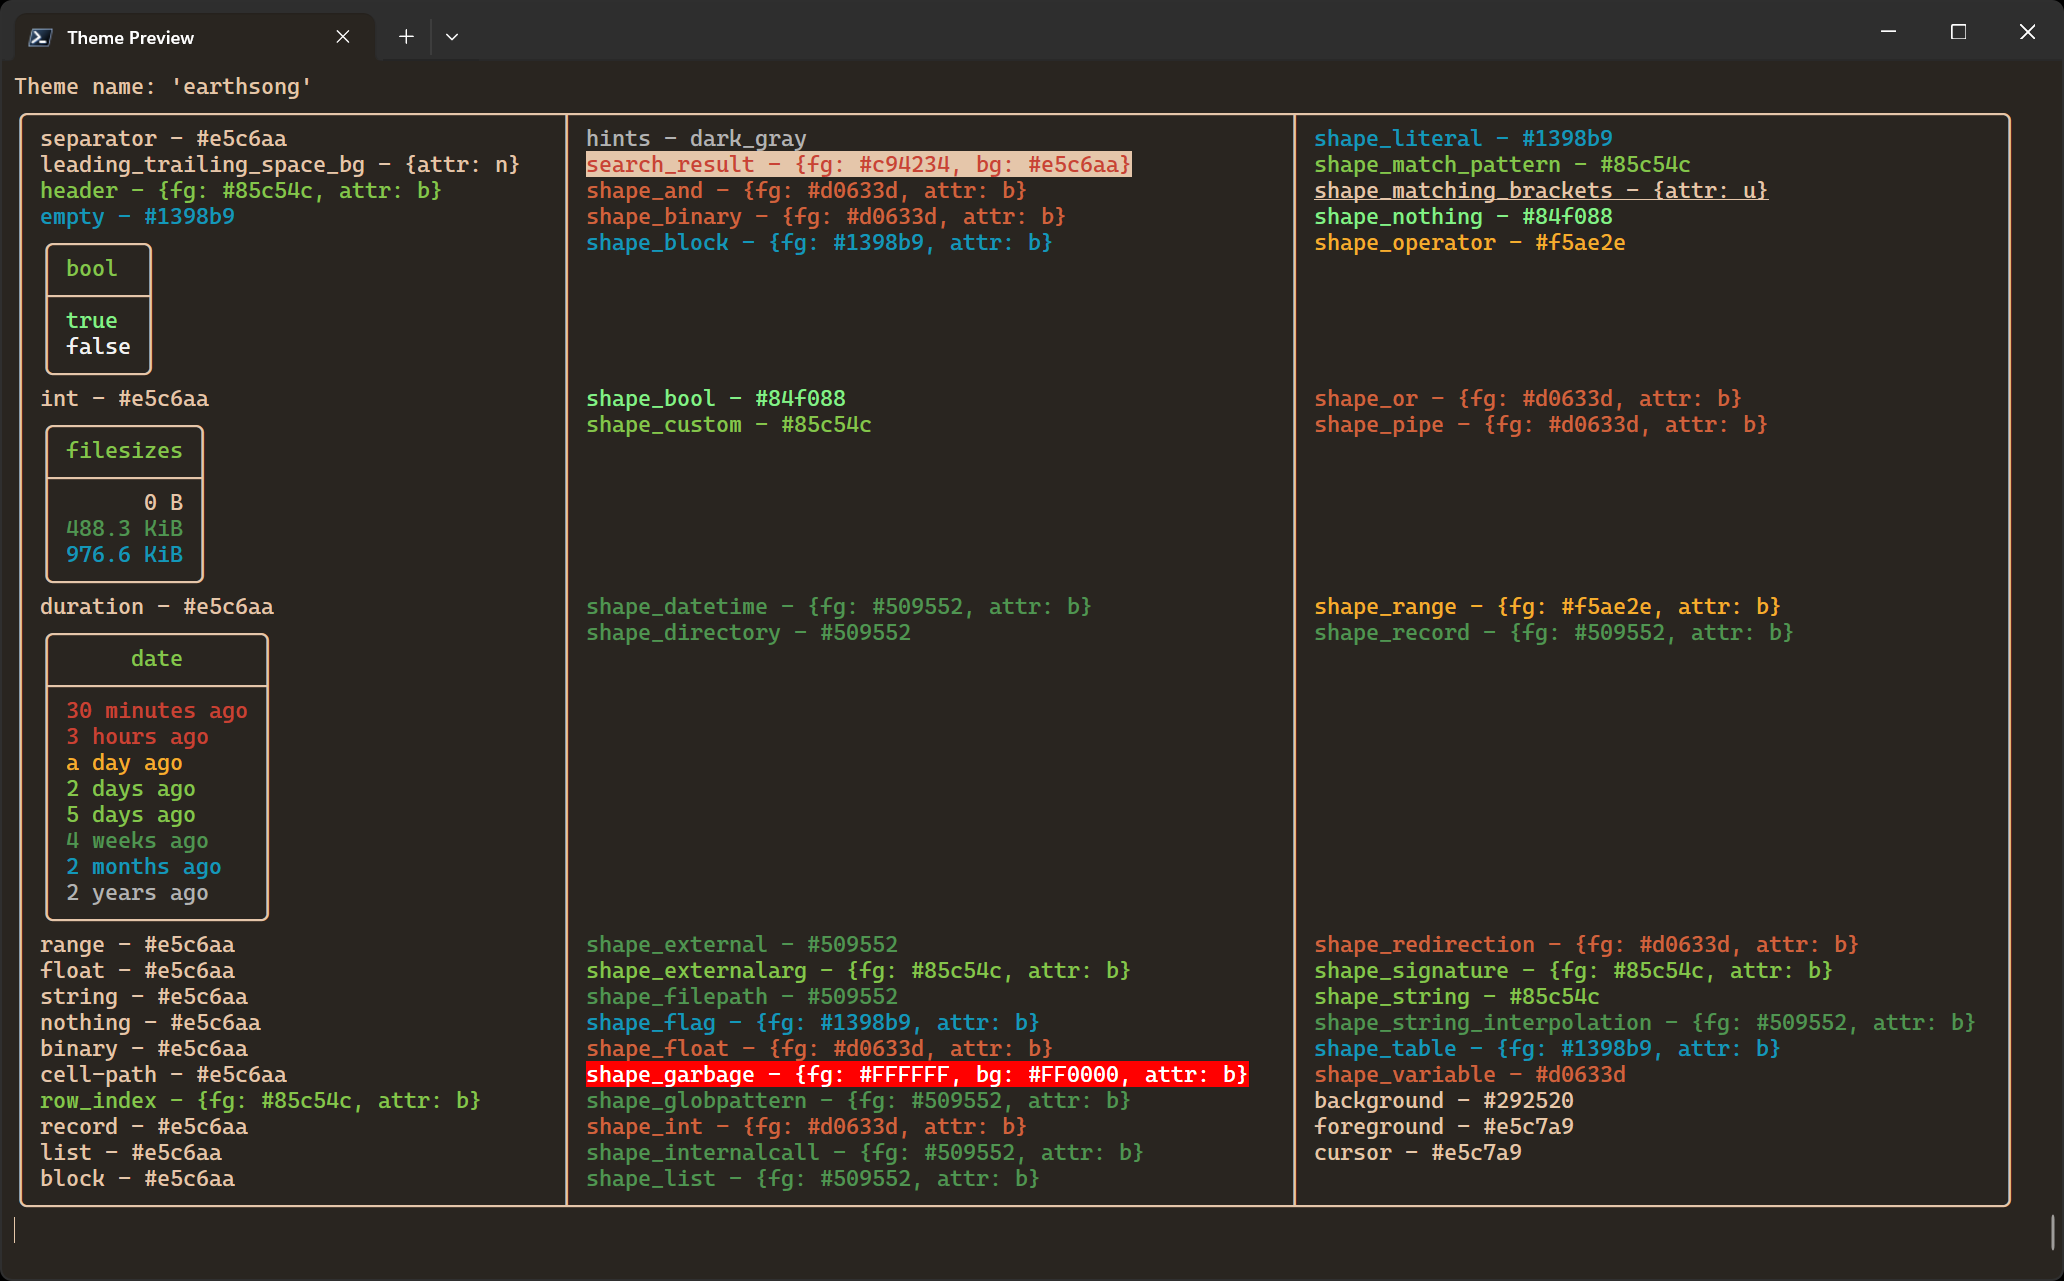 Theme Preview
Theme name: 'earthsong'
separator - #e5c6aa
leading_trailing_space_bg - {attr: n}
header - {fg: #85c54c, attr: b}
empty - #1398b9
bool
true
false
int - #e5c6aa
filesizes
0 B
488.3 KiB
976.6 KiB
duration - #e5c6aa
date
30 minutes ago
3 hours ago
a day ago
2 days ago
5 days ago
4 weeks ago
2 months ago
2 years ago
range - #e5c6aa
float - #e5c6aa
string - #e5c6aa
nothing - #e5c6aa
binary - #e5c6aa
cell-path - #e5c6aa
row_index - {fg: #85c54c, attr: b}
record - #e5c6aa
list - #e5c6aa
block - #e5c6aa
hints - dark_gray
search_result - {fg: #c94234, bg: #e5c6aa}
shape_and - {fg: #d0633d, attr: b}
shape_binary - {fg: #d0633d, attr: b}
shape_block - {fg: #1398b9, attr: b}
shape_bool - #84f088
shape_custom - #85c54c
shape_datetime - {fg: #509552, attr: b}
shape_directory - #509552
shape_external - #509552
shape_externalarg - {fg: #85c54c, attr: b}
shape_filepath - #509552
shape_flag - {fg: #1398b9, attr: b}
shape_float - {fg: #d0633d, attr: b}
shape_garbage - {fg: #FFFFFF, bg: #FF0000, attr: b}
shape_globpattern - {fg: #509552, attr: b}
shape_int - {fg: #d0633d, attr: b}
shape_internalcall - {fg: #509552, attr: b}
shape_list - {fg: #509552, attr: b}
shape_literal - #1398b9
shape_match_pattern - #85c54c
shape_matching_brackets - {attr: u}
shape_nothing - #84f088
shape_operator - #f5ae2e
shape_or - {fg: #d0633d, attr: b}
shape_pipe - {fg: #d0633d, attr: b}
shape_range - {fg: #f5ae2e, attr: b}
shape_record - {fg: #509552, attr: b}
shape_redirection - {fg: #d0633d, attr: b}
shape_signature - {fg: #85c54c, attr: b}
shape_string - #85c54c
shape_string_interpolation - {fg: #509552, attr: b}
shape_table - {fg: #1398b9, attr: b}
shape_variable - #d0633d
background - #292520
foreground - #e5c7a9
cursor - #e5c7a9